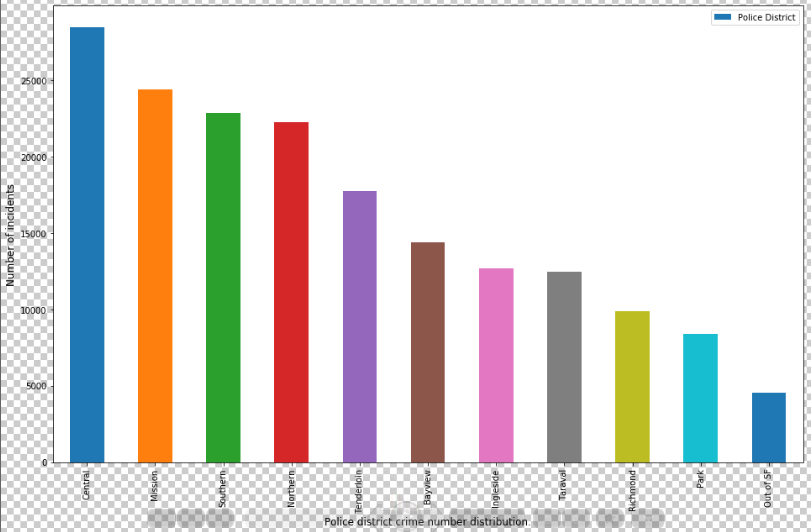 Police District
25000
20000
15000
10000
5000
0
Number of incidents
Central
Mission
Southern
Northern
Tenderloin
Bayview
Ingleside
Taraval
Richmond
Park
Out of SF
Police district crime number distribution